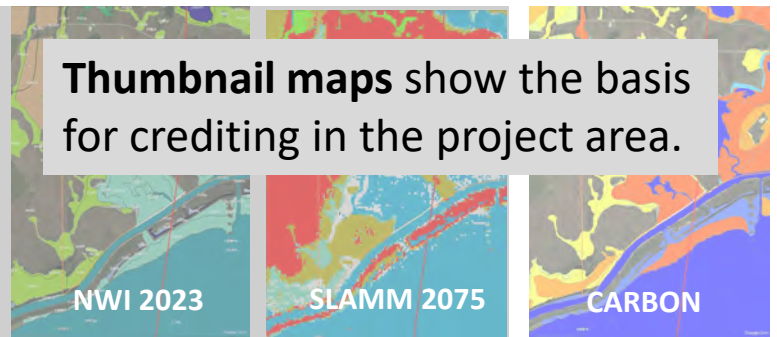 Thumbnail maps show the basis
for crediting in the project area.
NWI 2023
SLAMM 2075
CARBON